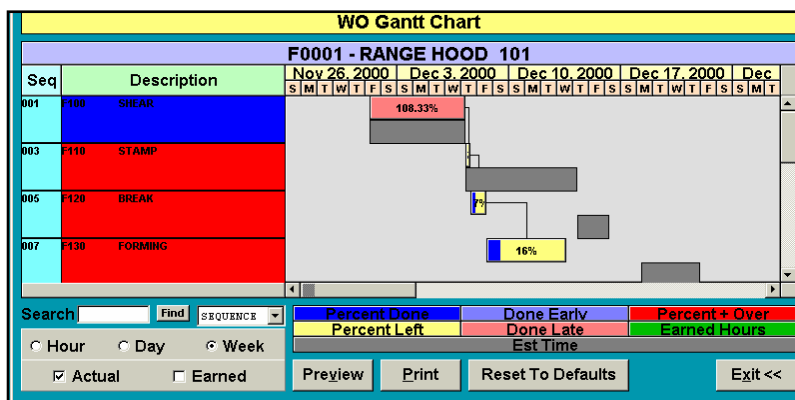 WO Gantt Chart
F0001 - RANGE HOOD 101
Seq Description Nov 26, 2000 Dec 3, 2000 Dec 10, 2000 Dec 17, 2000 Dec
S M T W T F S S M T W T F S S M T W T F S S M T W T F S S M T
001 F100 SHEAR 108.33%
003 F110 STAMP
005 F120 BREAK 7%
007 F130 FORMING 16%
Search Find SEQUENCE Percent Done Done Early Percent + Over
Percent Left Done Late Earned Hours
Hour Day Week Est Time
Actual Earned Preview Print Reset To Defaults Exit <<